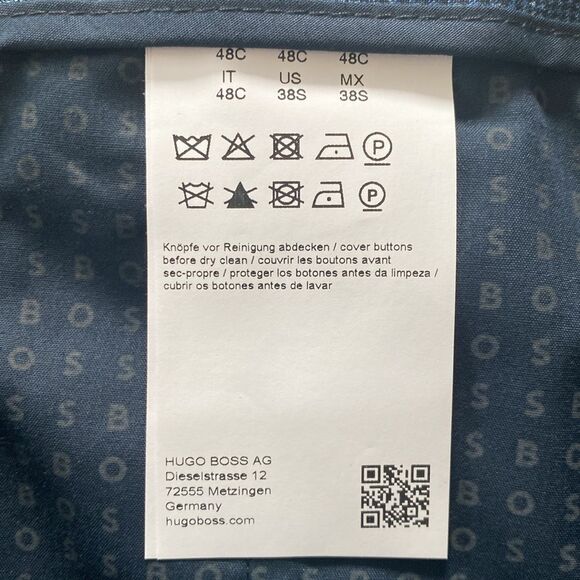 48C 48C 48C
IT US MX
48C 38S 38S
P
P
Knöpfe vor Reinigung abdecken / cover buttons
before dry clean / couvrir les boutons avant
sec-propre / proteger los botones antes da limpeza /
cubrir os botones antes de lavar
HUGO BOSS AG
Dieselstrasse 12
72555 Metzingen
Germany
hugoboss.com